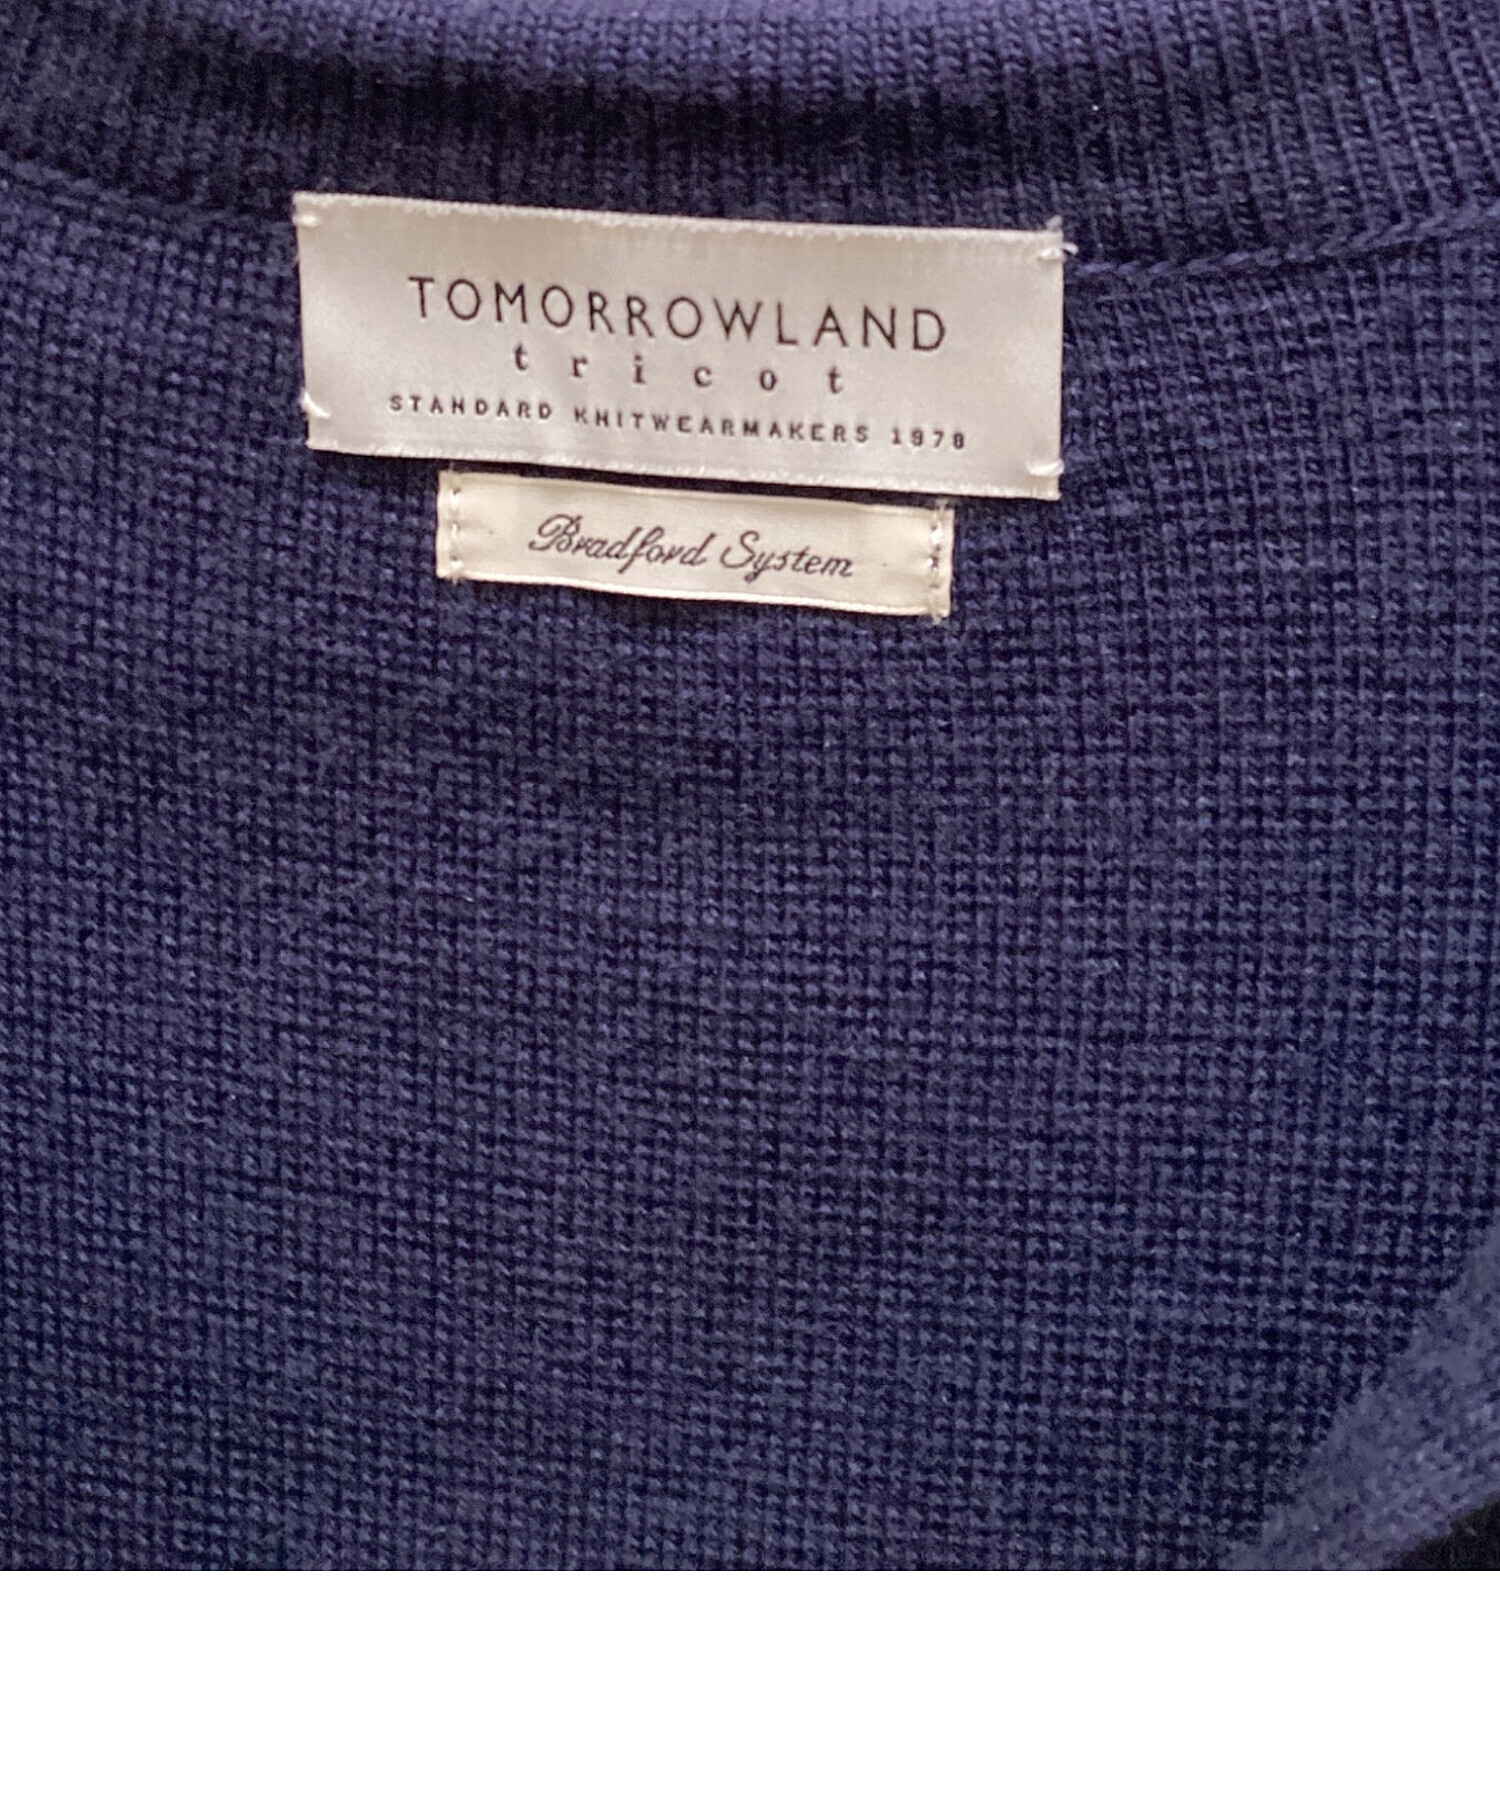 TOMORROWLAND
tricot
STANDARD KNITWEARMAKERS 1978
Bradford System